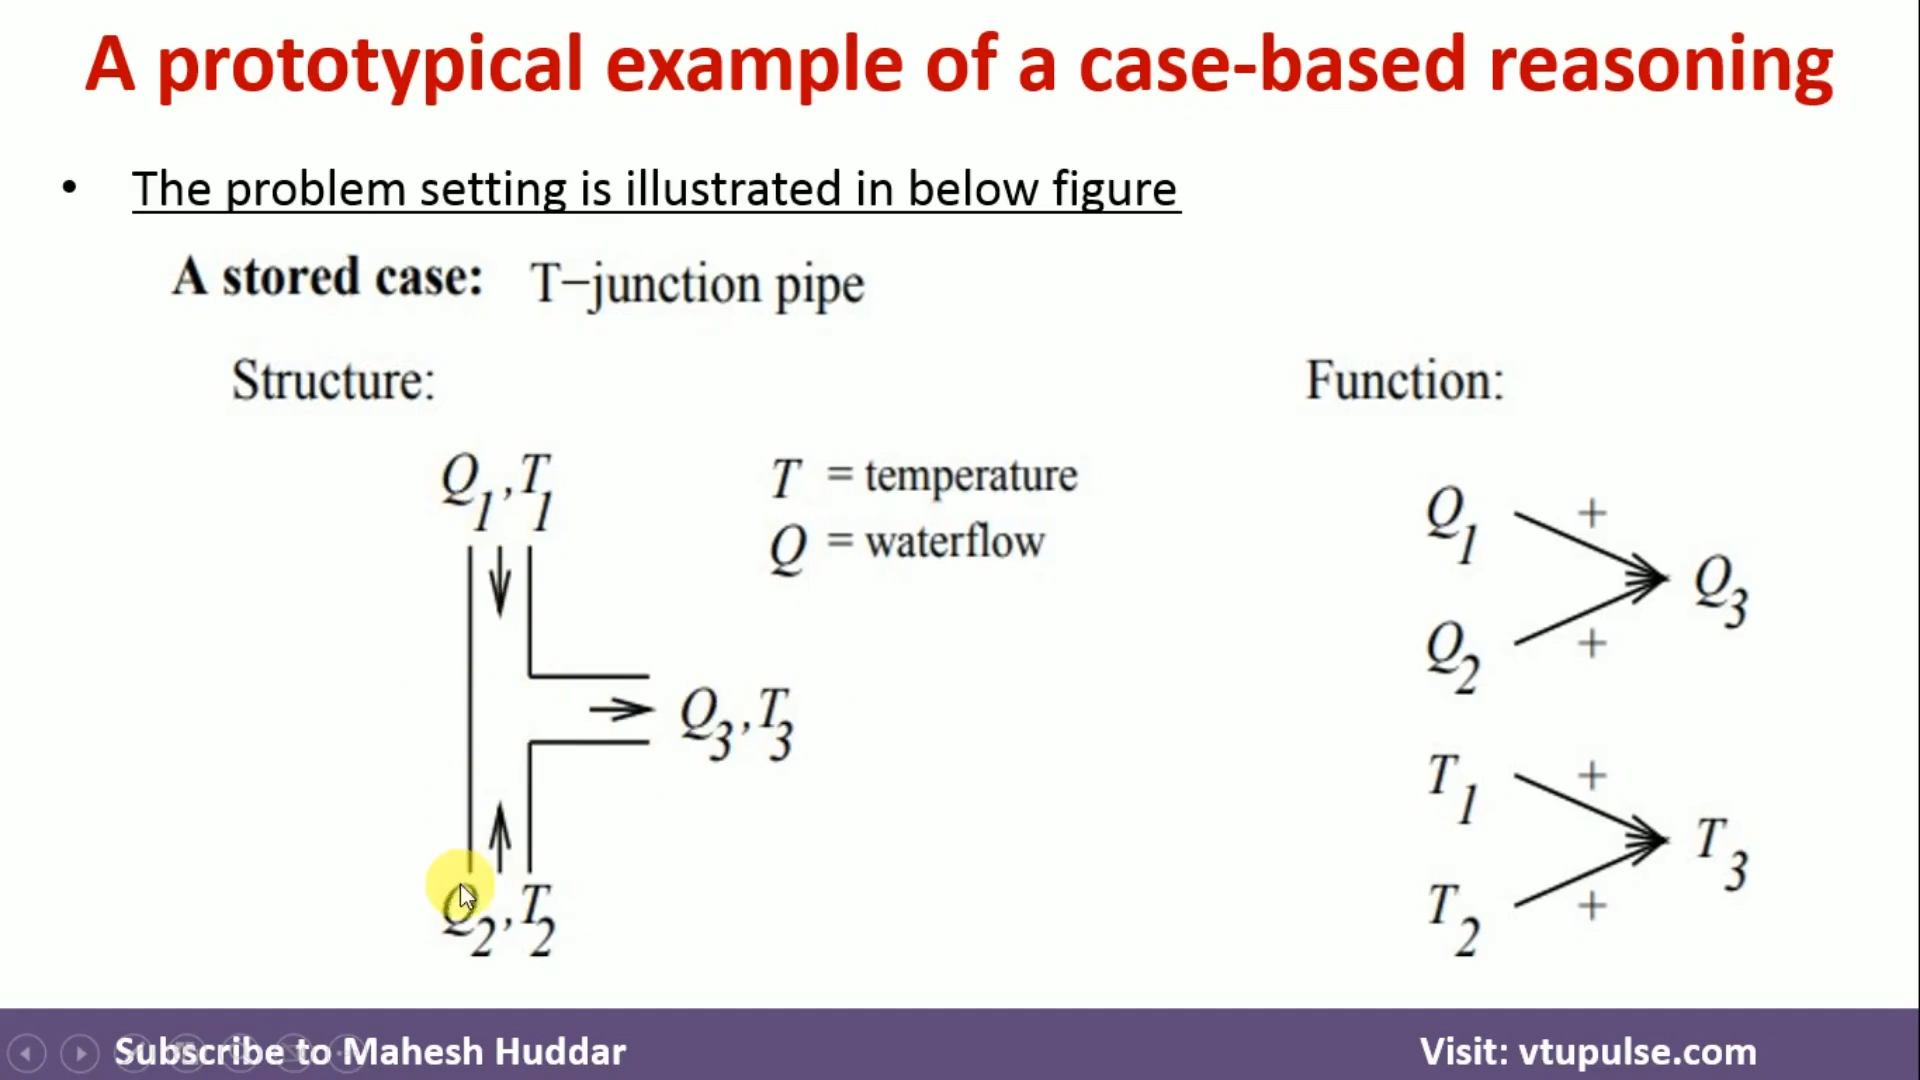 A prototypical example of a case-based reasoning
• The problem setting is illustrated in below figure
A stored case: T–junction pipe
Structure:
Function:
Q1,T1
T = temperature
Q = waterflow
Q3,T3
Q2,T2
Q1 +
Q3
Q2 +
T1 +
T3
T2 +
Subscribe to Mahesh Huddar
Visit: vtupulse.com